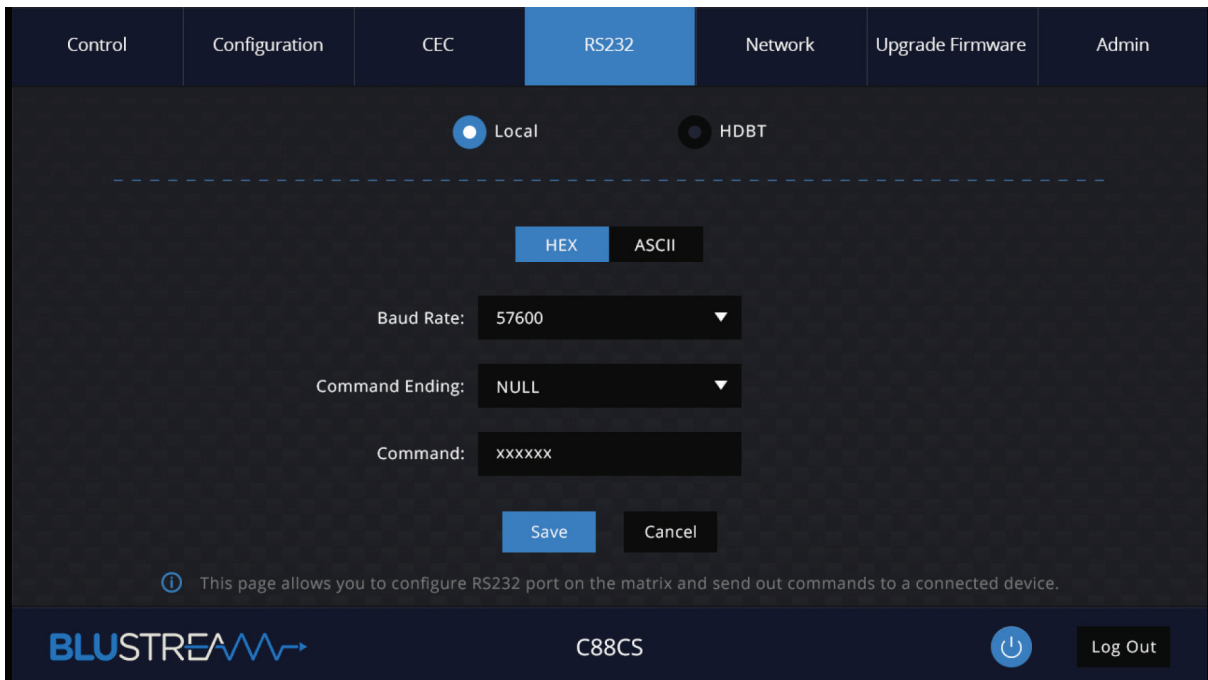 Control Configuration CEC RS232 Network Upgrade Firmware Admin
Local HDBT
HEX ASCII
Baud Rate: 57600
Command Ending: NULL
Command: xxxxxx
Save Cancel
This page allows you to configure RS232 port on the matrix and send out commands to a connected device.
BLUSTREAM C88CS Log Out